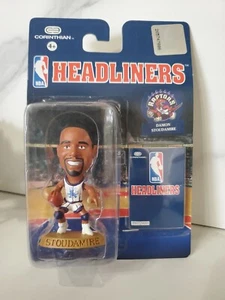 CORINTHIAN
4+
NBA
HEADLINERS
RAPTORS
DAMON
STOUDAMIRE
NBA
HEADLINERS
STOUDAMIRE